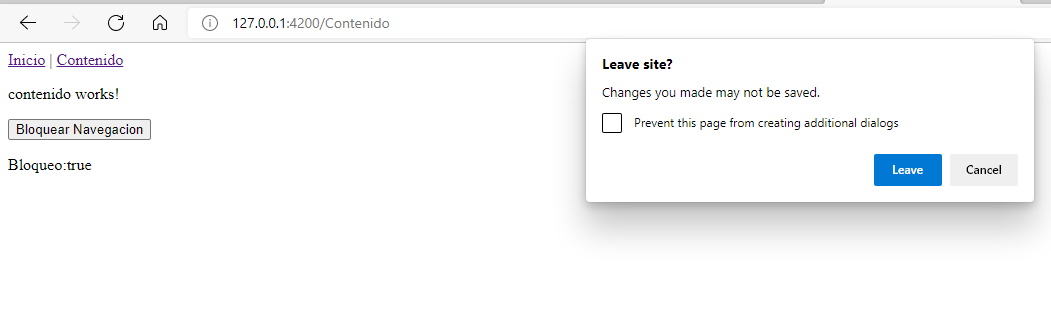 127.0.0.1:4200/Contenido
Inicio | Contenido
contenido works!
Bloquear Navegacion
Bloqueo:true
Leave site?
Changes you made may not be saved.
Prevent this page from creating additional dialogs
Leave Cancel